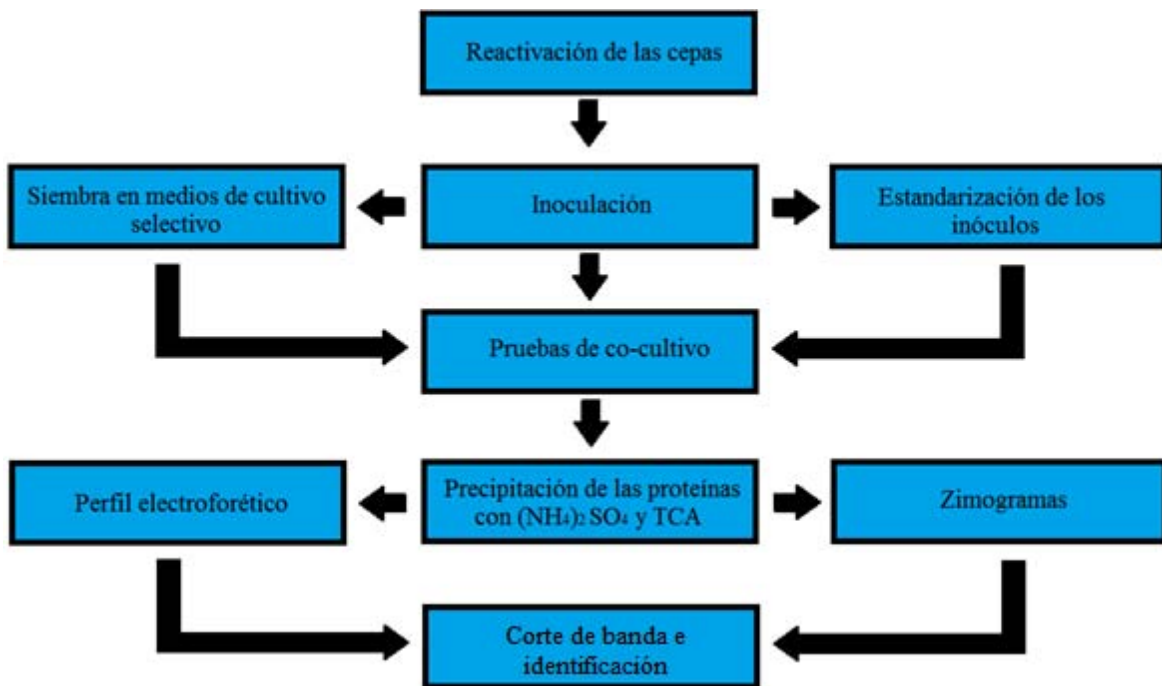 Reactivación de las cepas
Siembra en medios de cultivo
selectivo
Inoculación
Estandarización de los
inóculos
Pruebas de co-cultivo
Perfil electroforético
Precipitación de las proteínas
con (NH₄)₂ SO₄ y TCA
Zimogramas
Corte de banda e
identificación